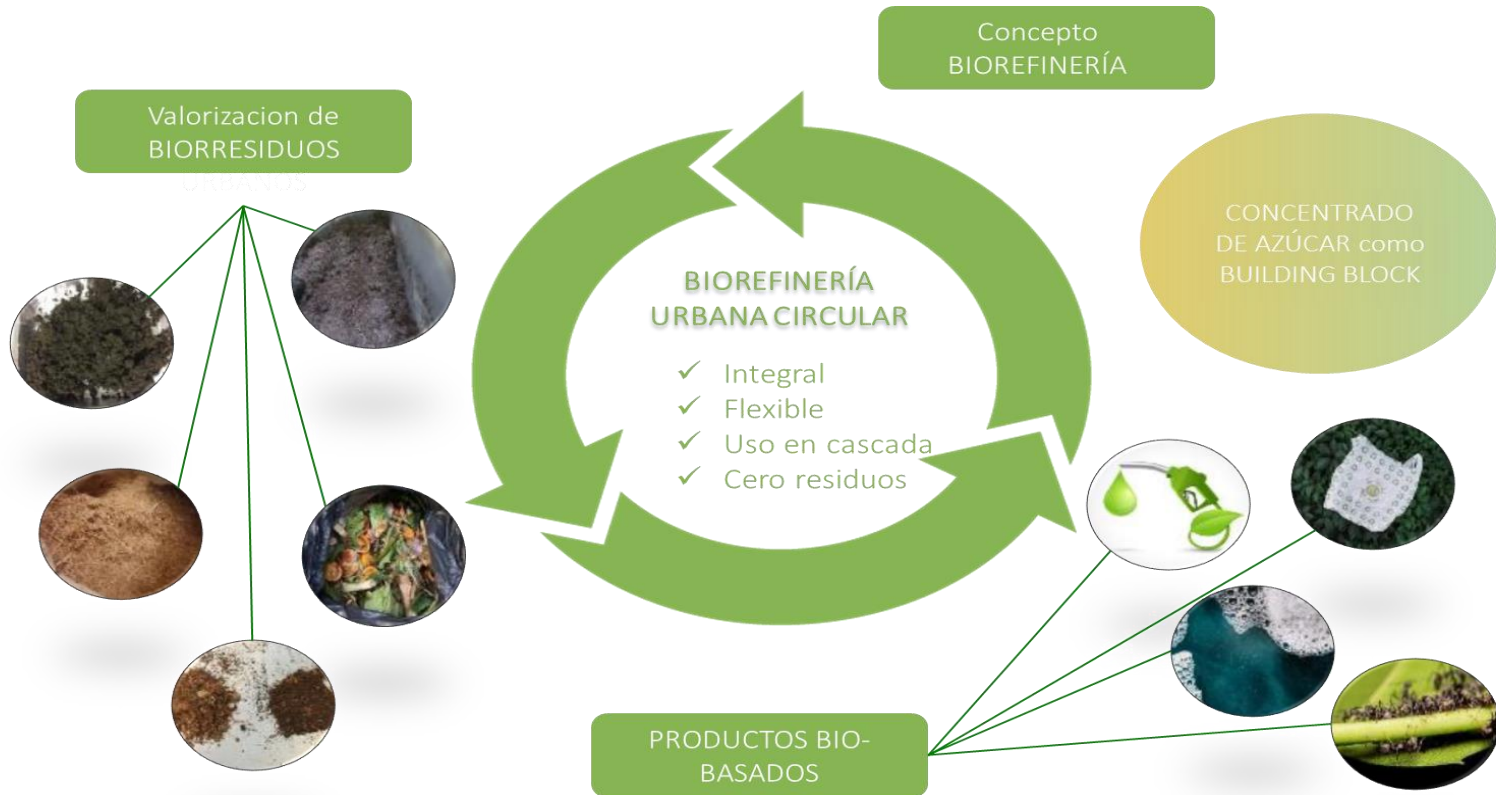 Concepto
BIOREFINERÍA
Valorizacion de
BIORRESIDUOS
URBANOS
CONCENTRADO
DE AZÚCAR como
BUILDING BLOCK
BIOREFINERÍA
URBANA CIRCULAR
✓ Integral
✓ Flexible
✓ Uso en cascada
✓ Cero residuos
PRODUCTOS BIO-
BASADOS